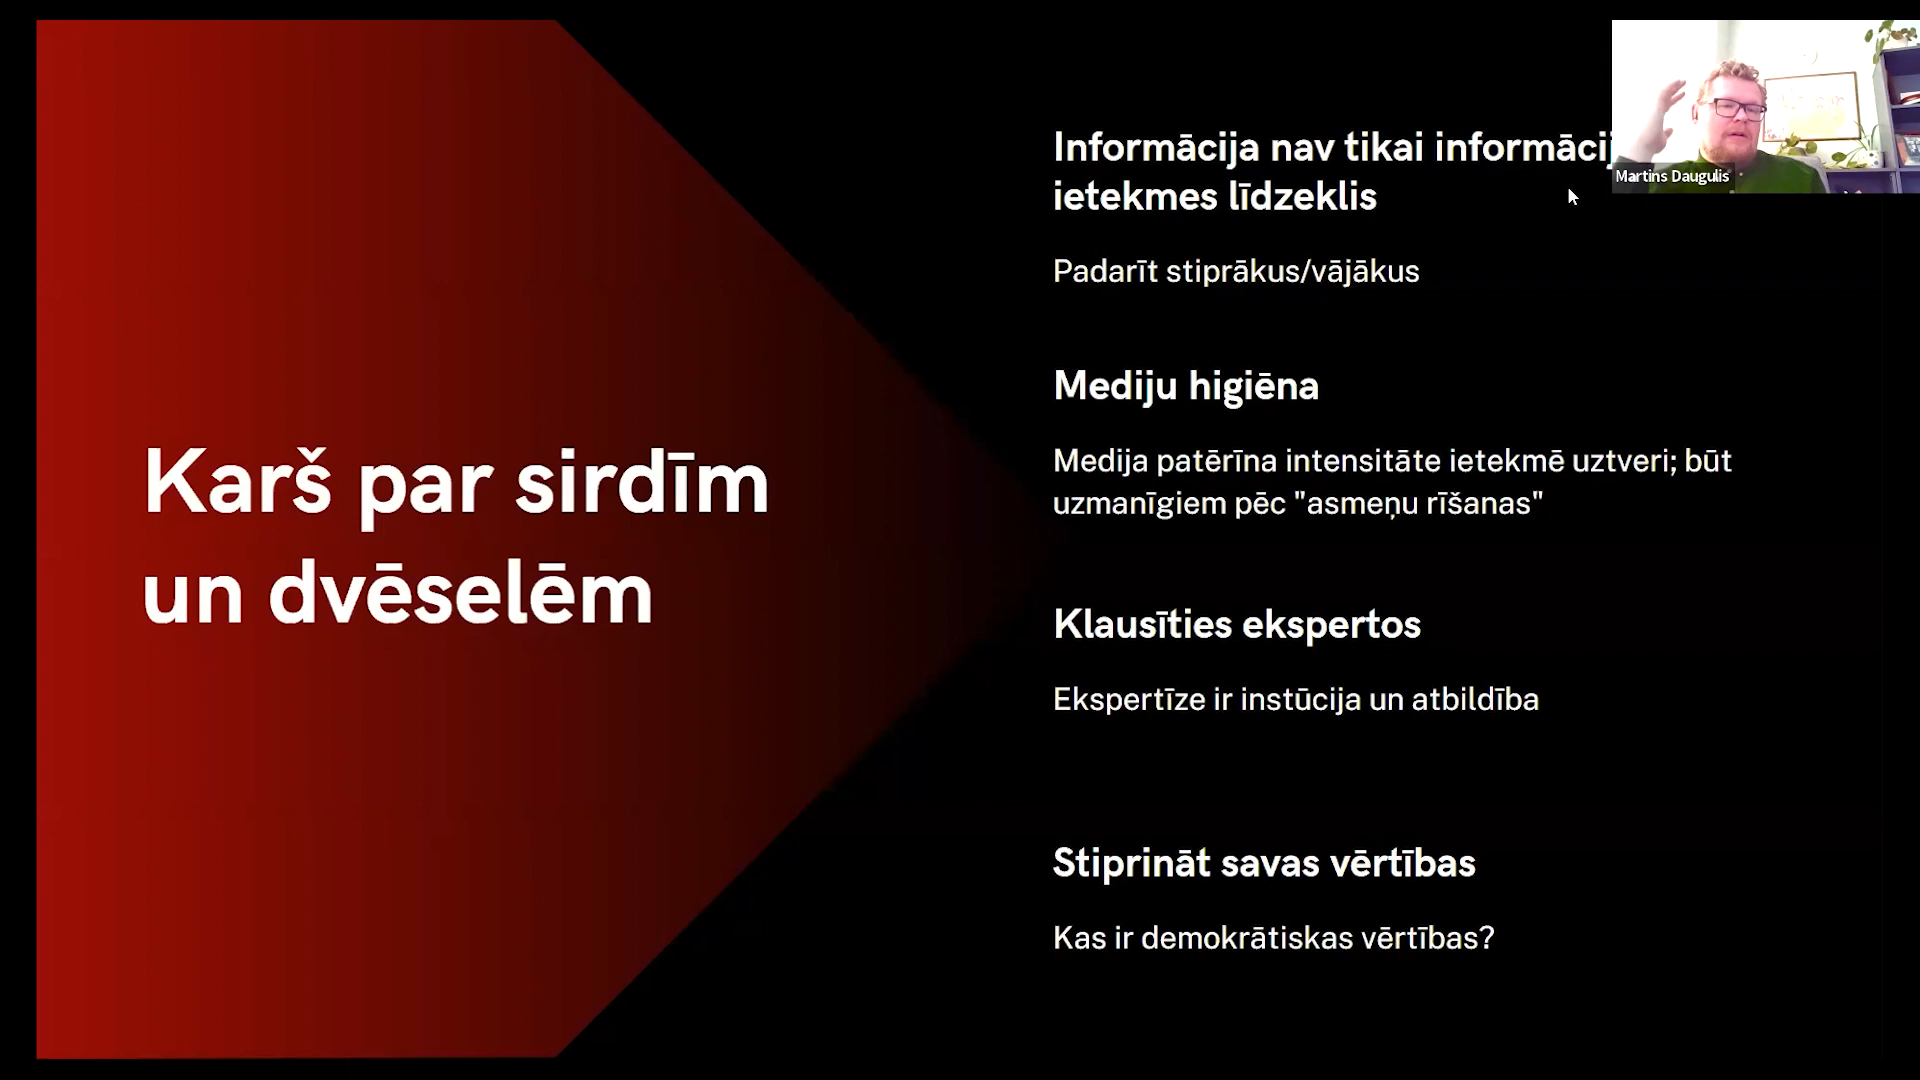 Karš par sirdīm
un dvēselēm
Informācija nav tikai
ietekmes līdzeklis
Padarīt stiprākus/vājākus
Mediju higiēna
Medija patērīna intensitāte ietekmē uztveri; būt
uzmanīgiem pēc "asmeņu rīšanas"
Klausīties ekspertos
Ekspertīze ir instūcija un atbildība
Stiprināt savas vērtības
Kas ir demokrātiskas vērtības?
Martins Daugulis